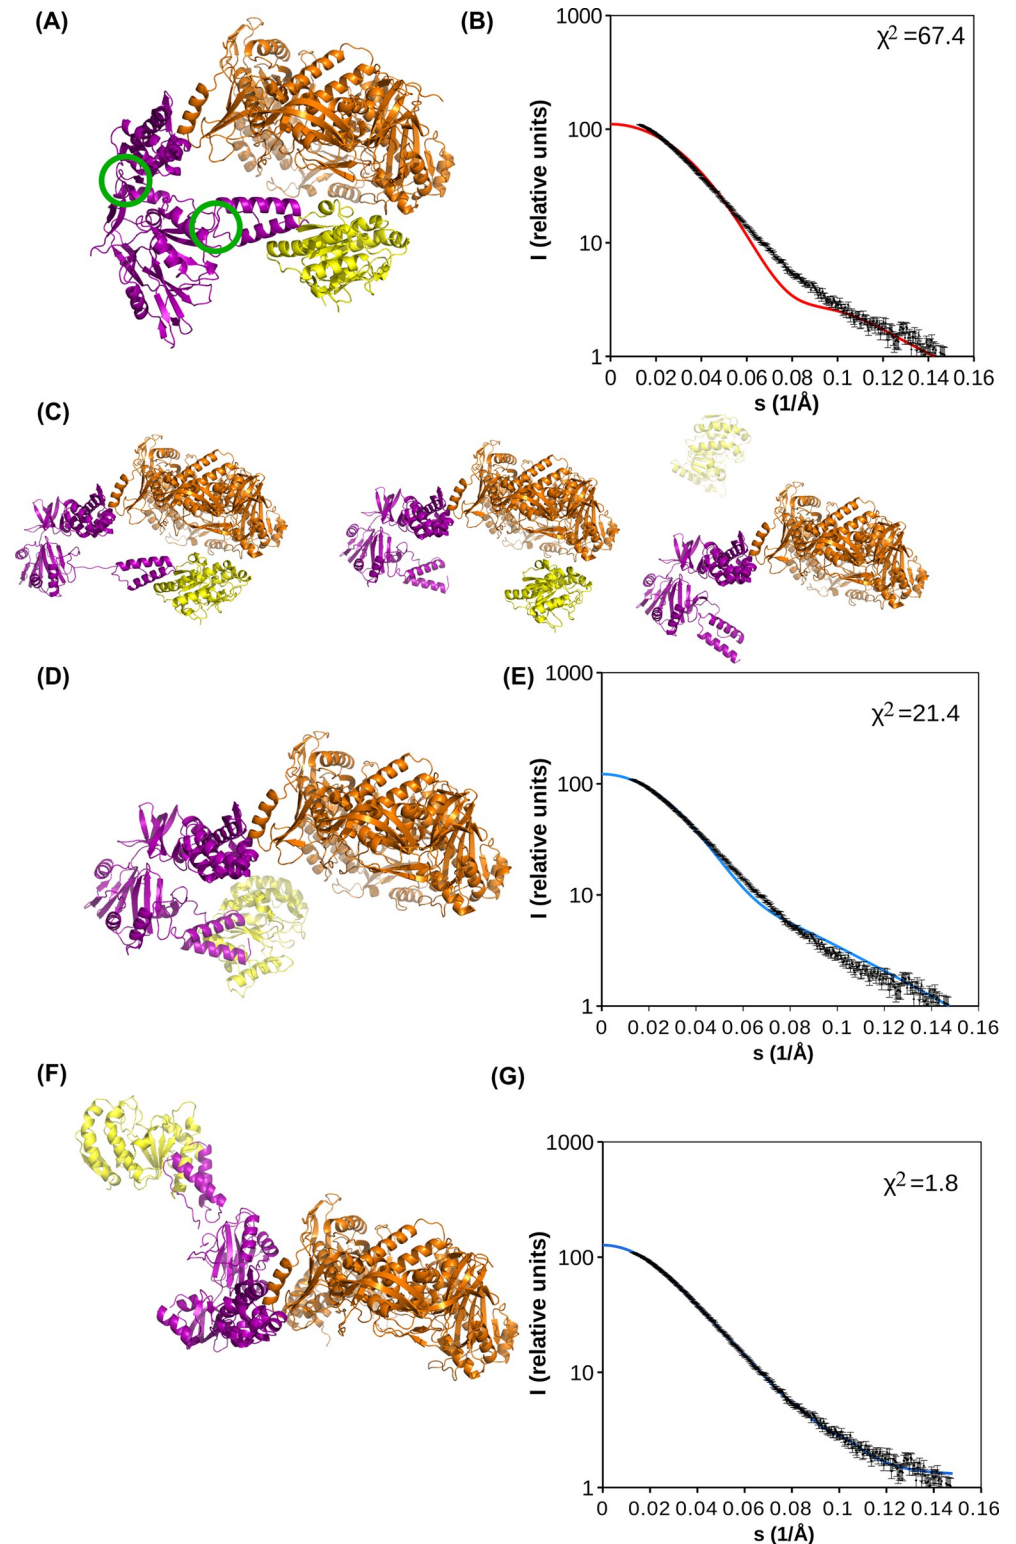 (A)
(B)
1000
100
10
1
χ2 =67.4
I (relative units)
0 0.02 0.04 0.06 0.08 0.1 0.12 0.14 0.16
s (1/Å)
(C)
(D)
(E)
1000
100
10
1
χ2 =21.4
I (relative units)
0 0.02 0.04 0.06 0.08 0.1 0.12 0.14 0.16
s (1/Å)
(F)
(G)
1000
100
10
1
χ2 =1.8
I (relative units)
0 0.02 0.04 0.06 0.08 0.1 0.12 0.14 0.16
s (1/Å)